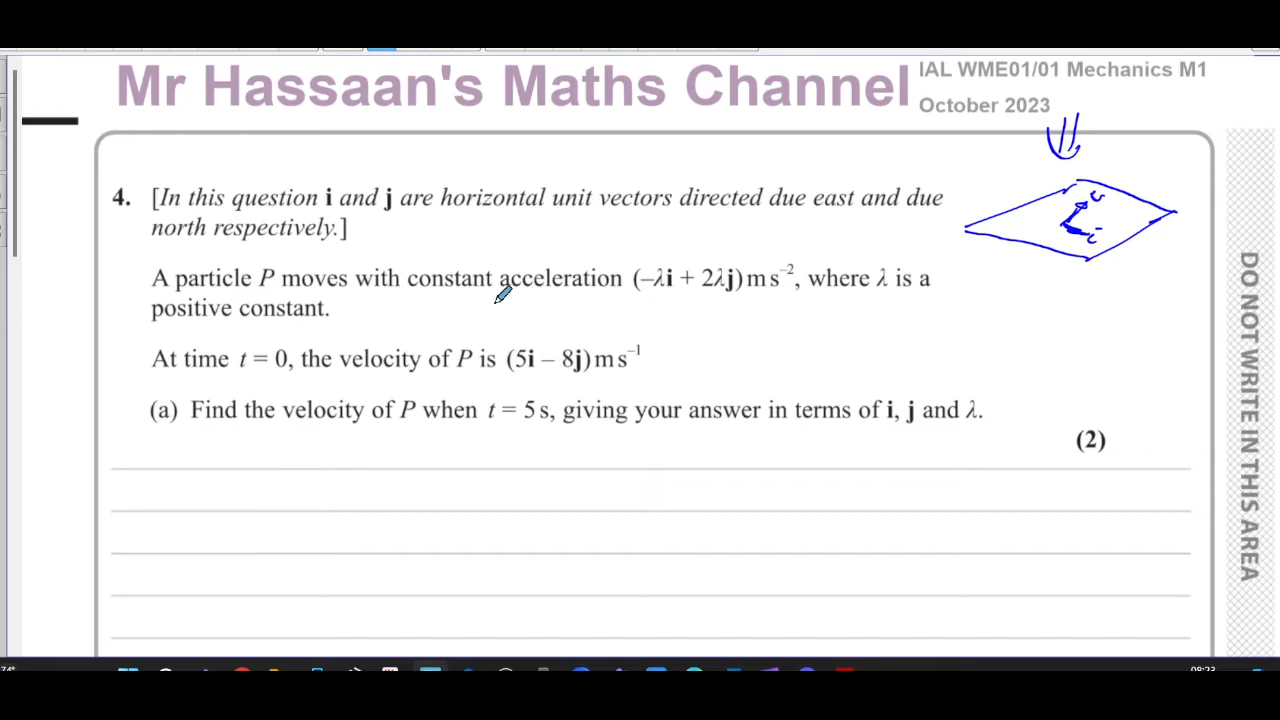 Mr Hassaan's Maths Channel
IAL WME01/01 Mechanics M1
October 2023
4. [In this question i and j are horizontal unit vectors directed due east and due
north respectively.]
A particle P moves with constant acceleration (–λi + 2λj) m s⁻², where λ is a
positive constant.
At time t = 0, the velocity of P is (5i – 8j) m s⁻¹
(a) Find the velocity of P when t = 5 s, giving your answer in terms of i, j and λ.
(2)
DO NOT WRITE IN THIS AREA
i
74°
08:23